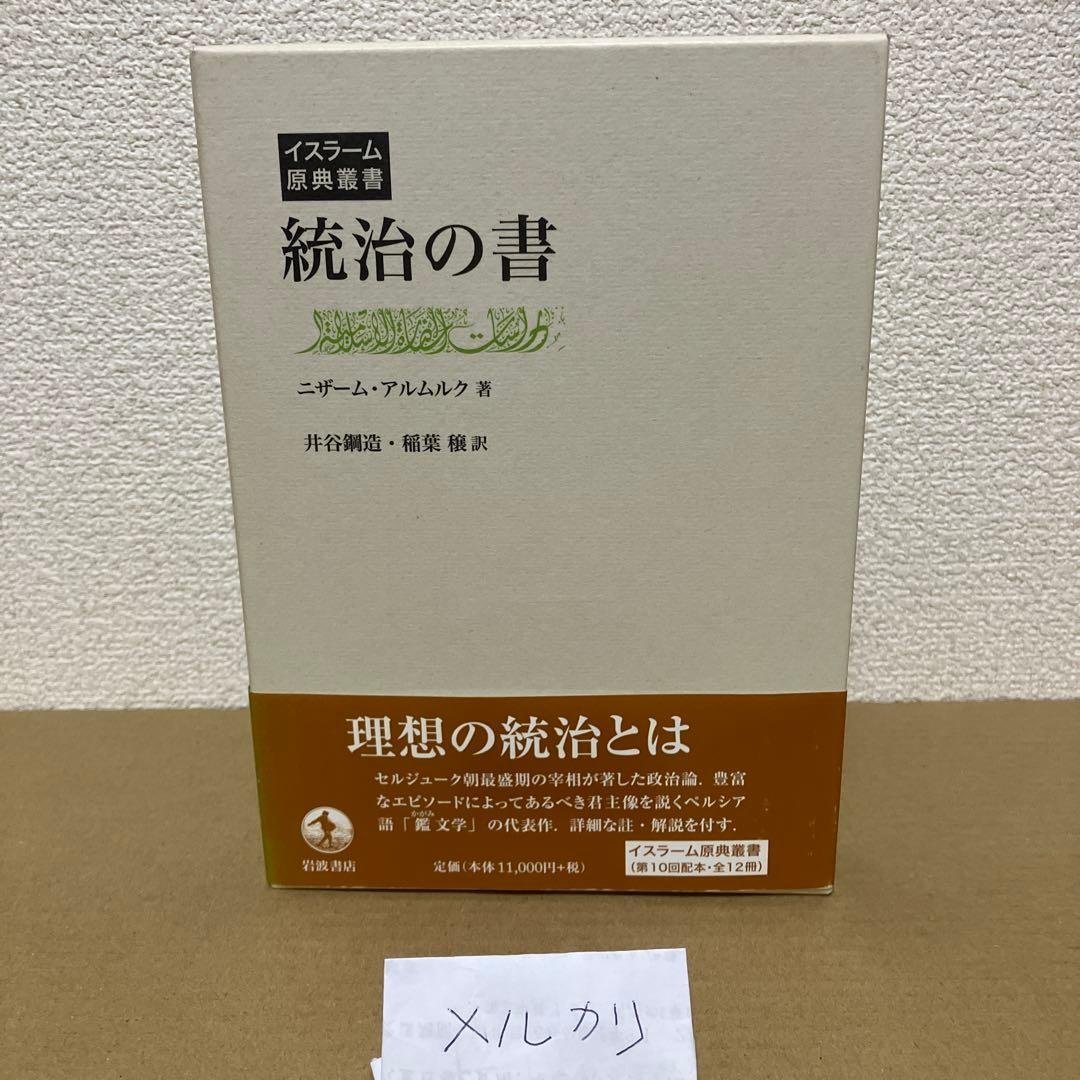 イスラーム
原典叢書
統治の書
ニザーム・アルムルク 著
井谷鋼造・稲葉 穣 訳
理想の統治とは
セルジューク朝最盛期の宰相が著した政治論．豊富
なエピソードによってあるべき君主像を説くペルシア
語「鑑文学」の代表作．詳細な註・解説を付す．
かがみ
岩波書店
定価（本体11,000円+税）
イスラーム原典叢書
（第10回配本・全12冊）
メルカリ